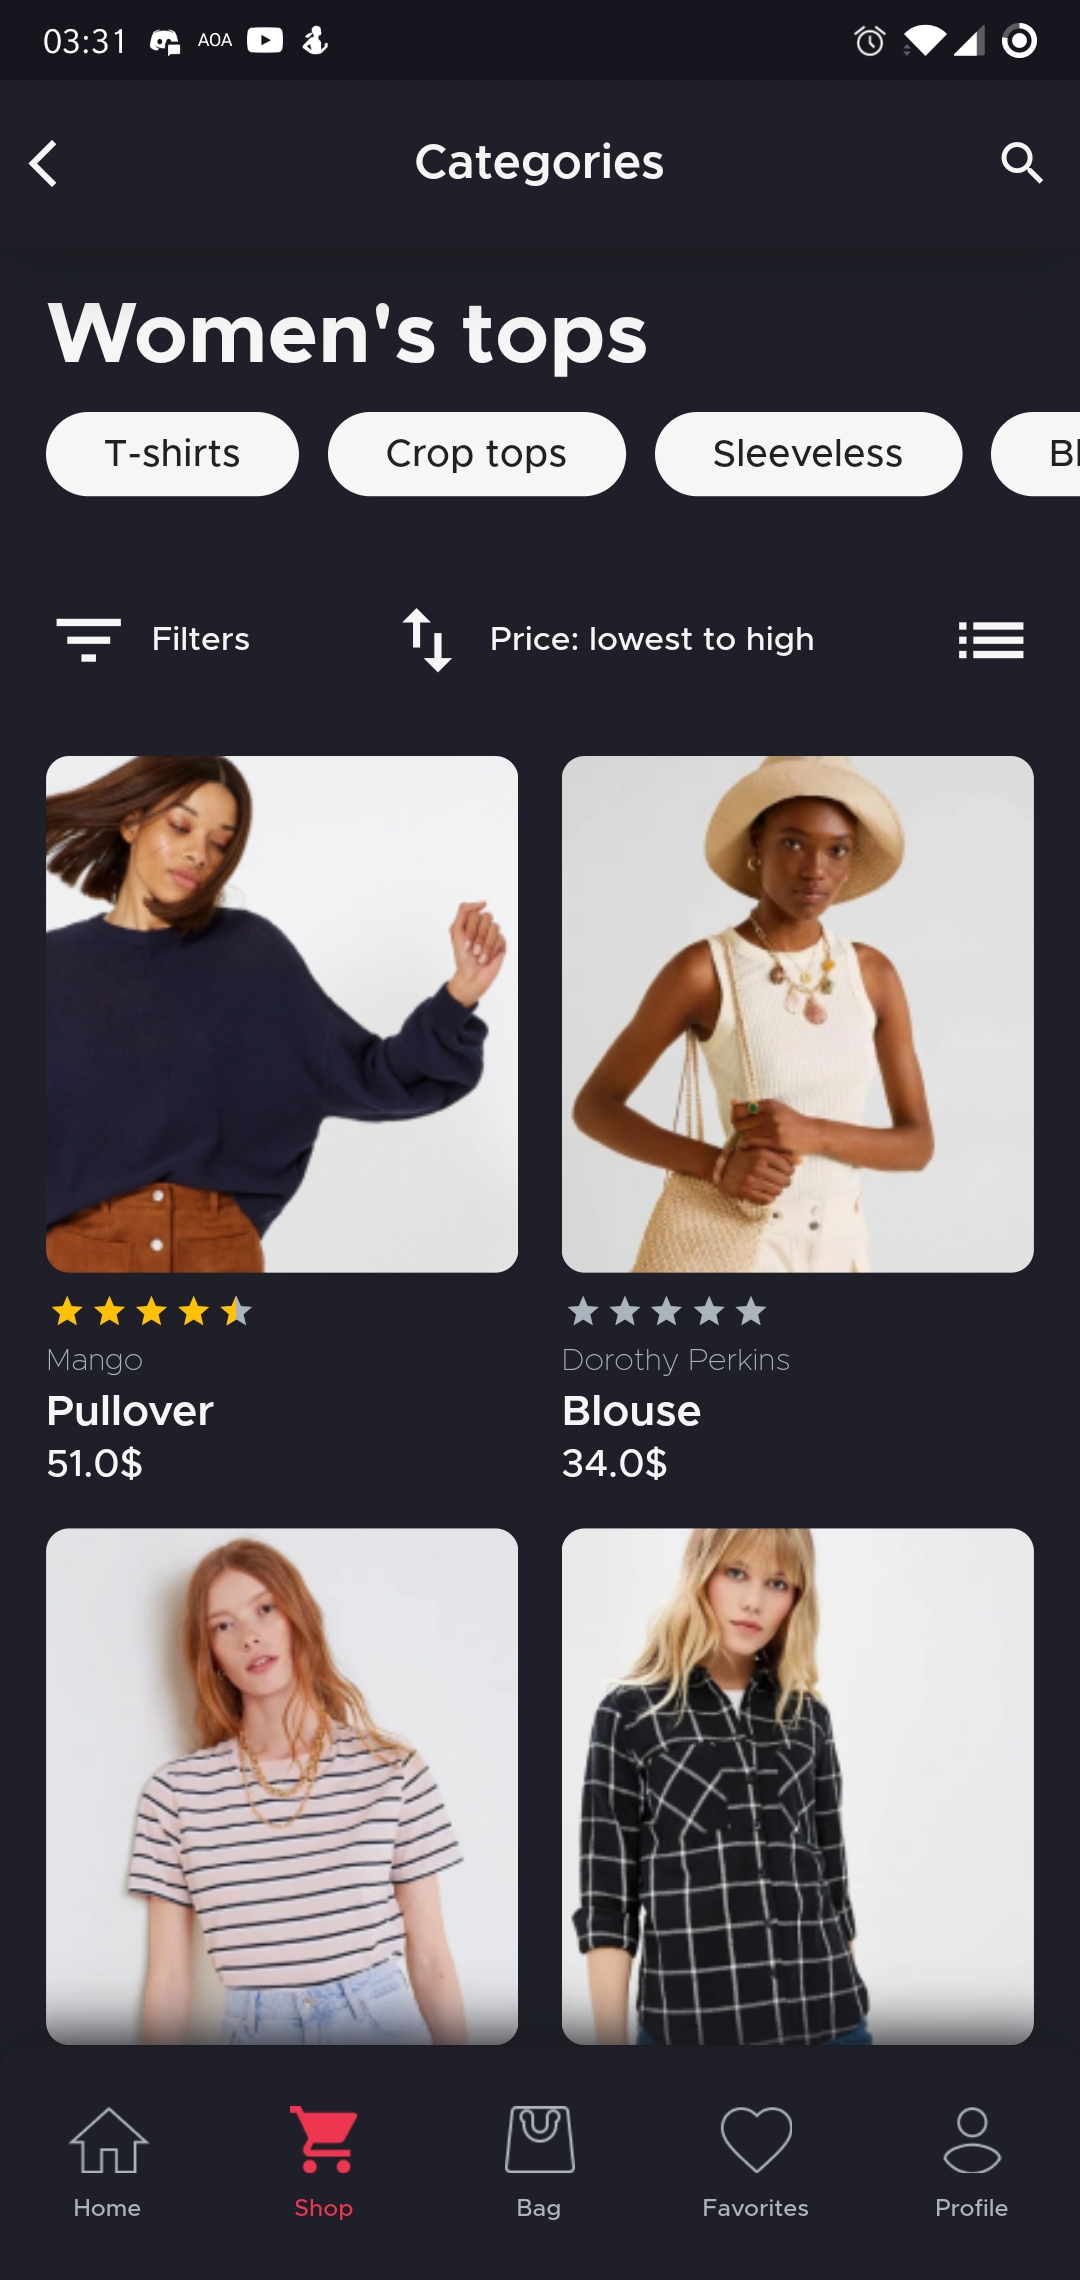 03:31 AOA
Categories
Women's tops
T-shirts Crop tops Sleeveless Bl
Filters Price: lowest to high
Mango Dorothy Perkins
Pullover Blouse
51.0$ 34.0$
Home Shop Bag Favorites Profile